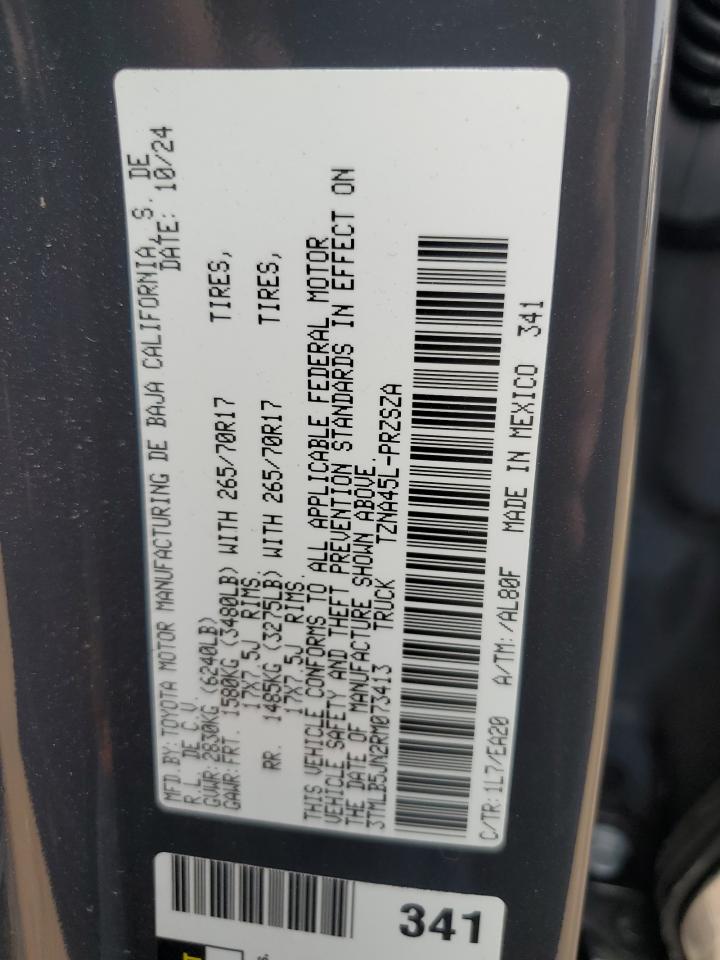 MFD.BY: TOYOTA MOTOR MANUFACTURING DE BAJA CALIFORNIA, S. DE
R.L. DE C.V. DATE: 10/24
GVWR: 2830KG (6240LB)
GAWR: FRT. 1580KG (3480LB) WITH 265/70R17 TIRES,
17X7.5J RIMS.
RR. 1485KG (3275LB) WITH 265/70R17 TIRES,
17X7.5J RIMS.
THIS VEHICLE CONFORMS TO ALL APPLICABLE FEDERAL MOTOR
VEHICLE SAFETY AND THEFT PREVENTION STANDARDS IN EFFECT ON
THE DATE OF MANUFACTURE SHOWN ABOVE.
3TMLB5JN2RM073413 TRUCK TZNA45L-PRZSZA
C/TR: 1L7/EA20 A/TM: /AL80F MADE IN MEXICO 341
341